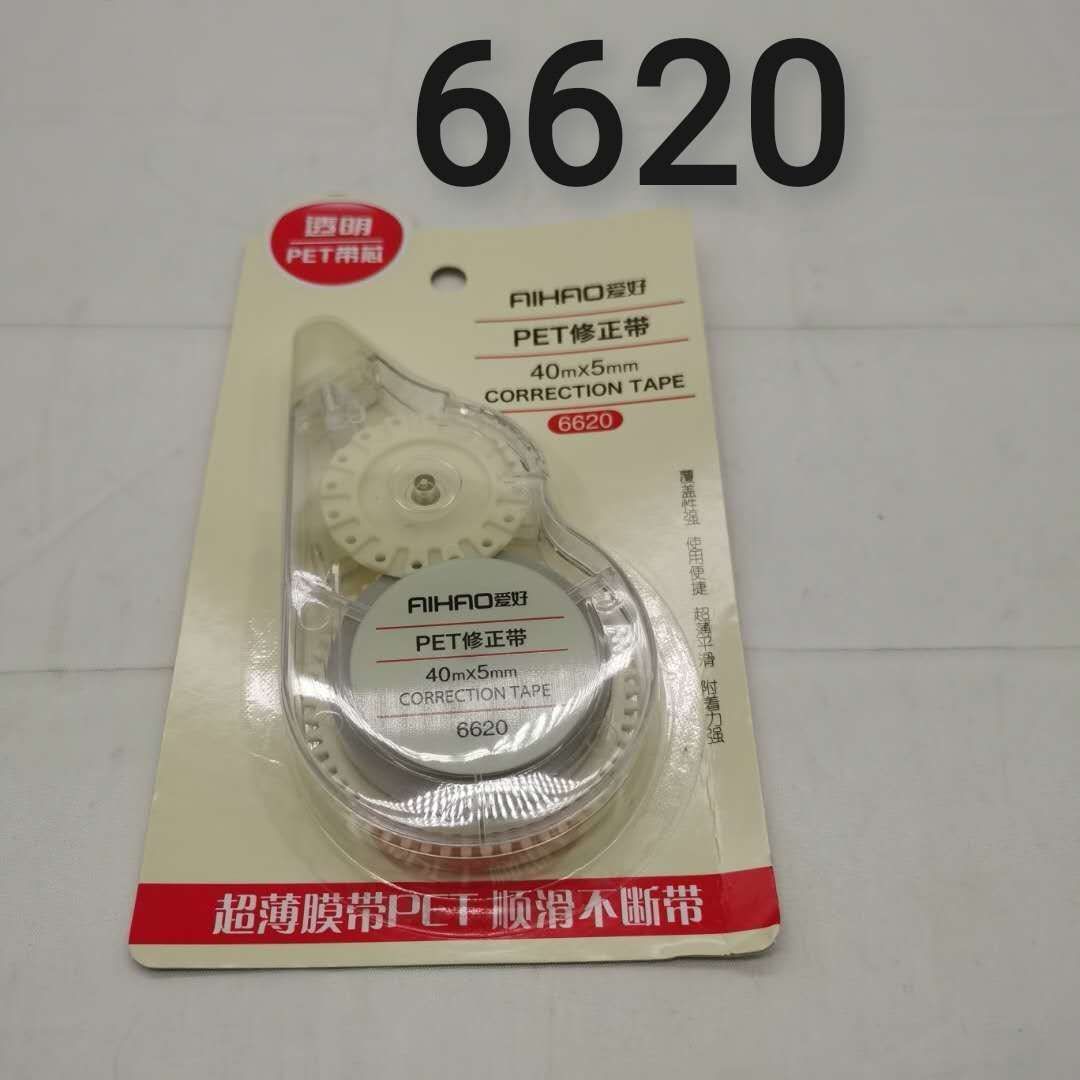 6620
透明
PET带芯
AIHAO爱好
PET修正带
40mx5mm
CORRECTION TAPE
6620
覆盖性强 使用便捷 超薄平滑 附着力强
AIHAO爱好
PET修正带
40mx5mm
CORRECTION TAPE
6620
超薄膜带PET 顺滑不断带